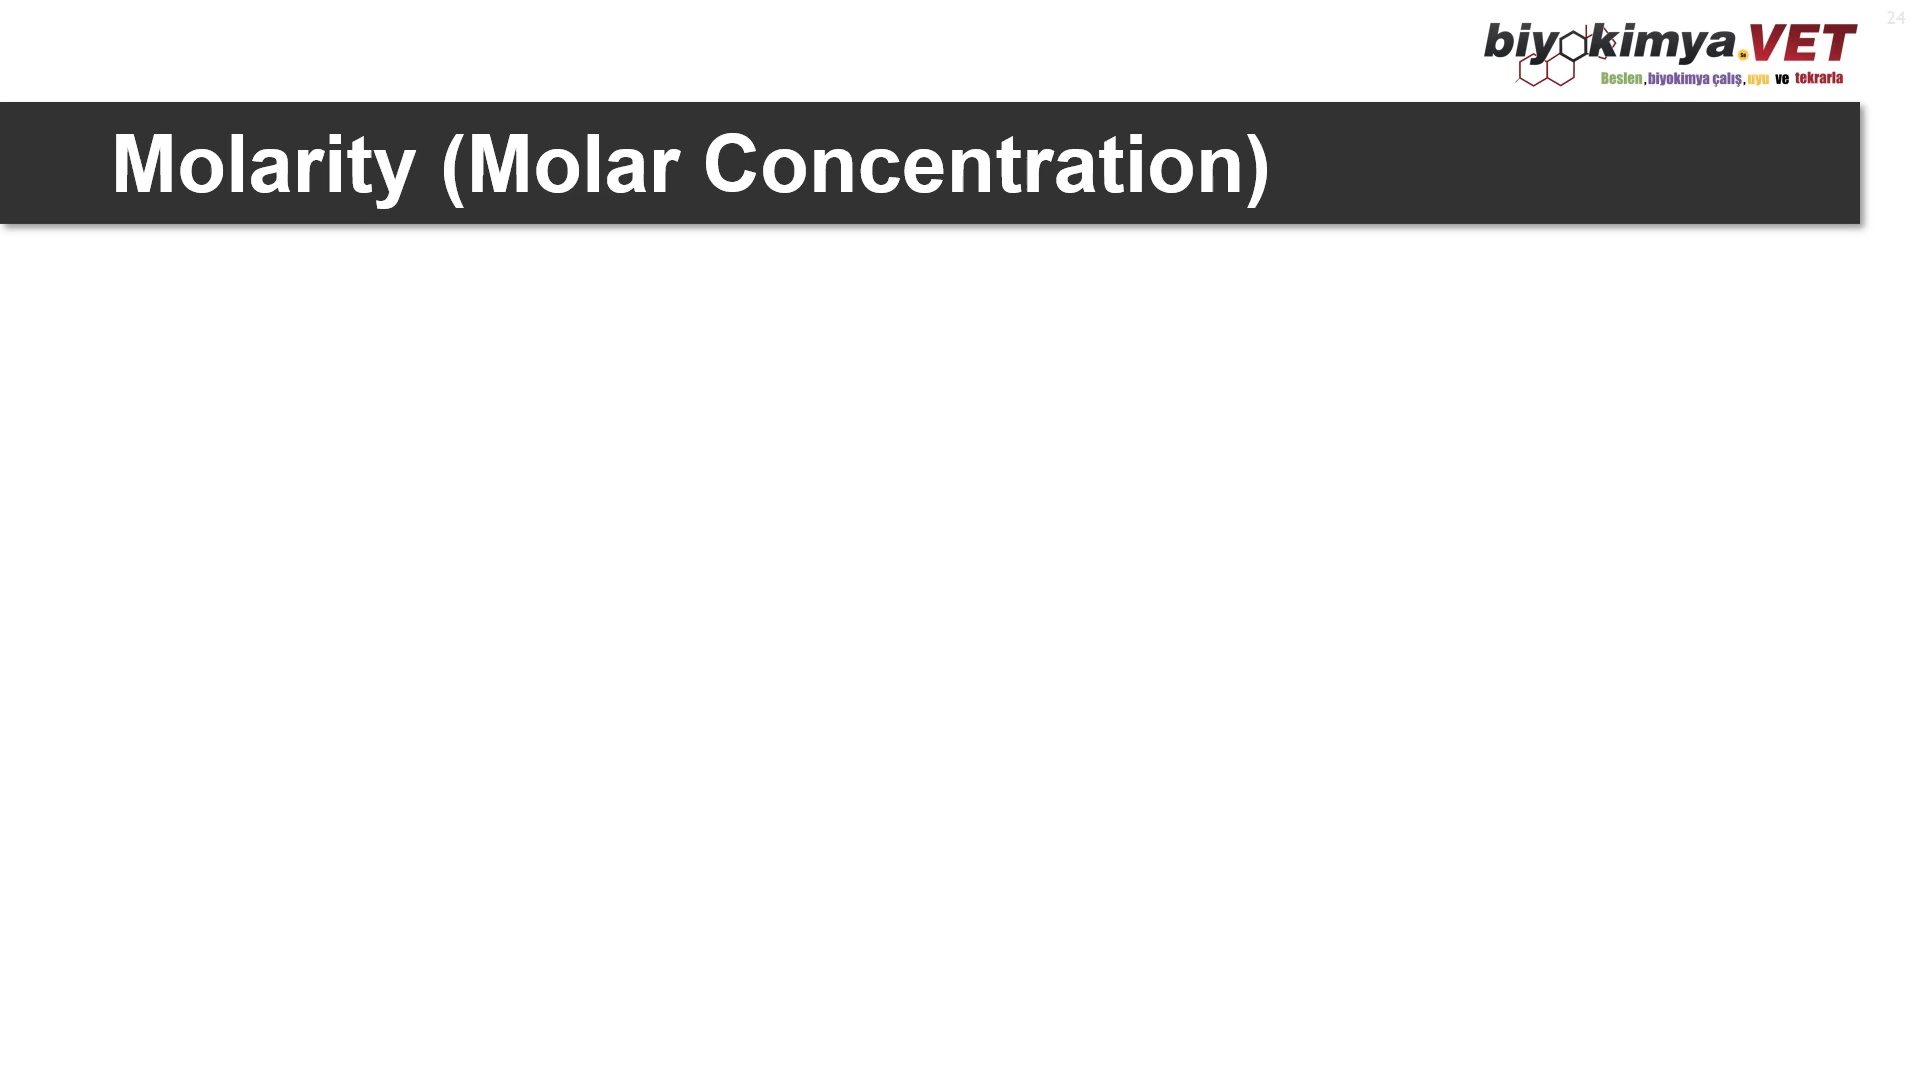 24
biyokimya.VET
Beslen, biyokimya çalış, uyu ve tekrarla
Molarity (Molar Concentration)